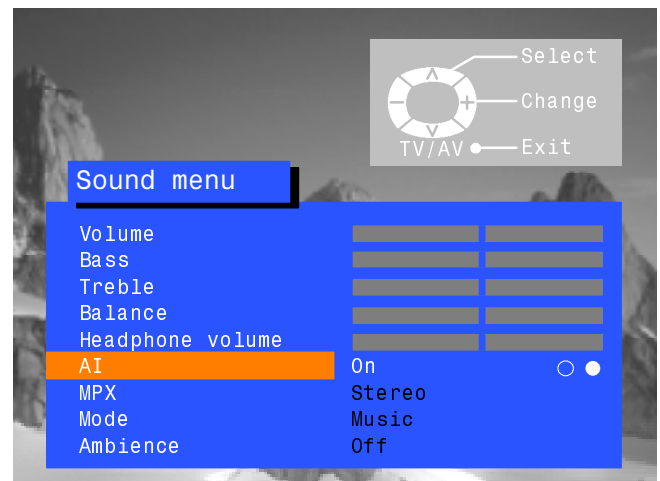 Select
Change
TV/AV Exit
Sound menu
Volume
Bass
Treble
Balance
Headphone volume
AI On
MPX Stereo
Mode Music
Ambience Off